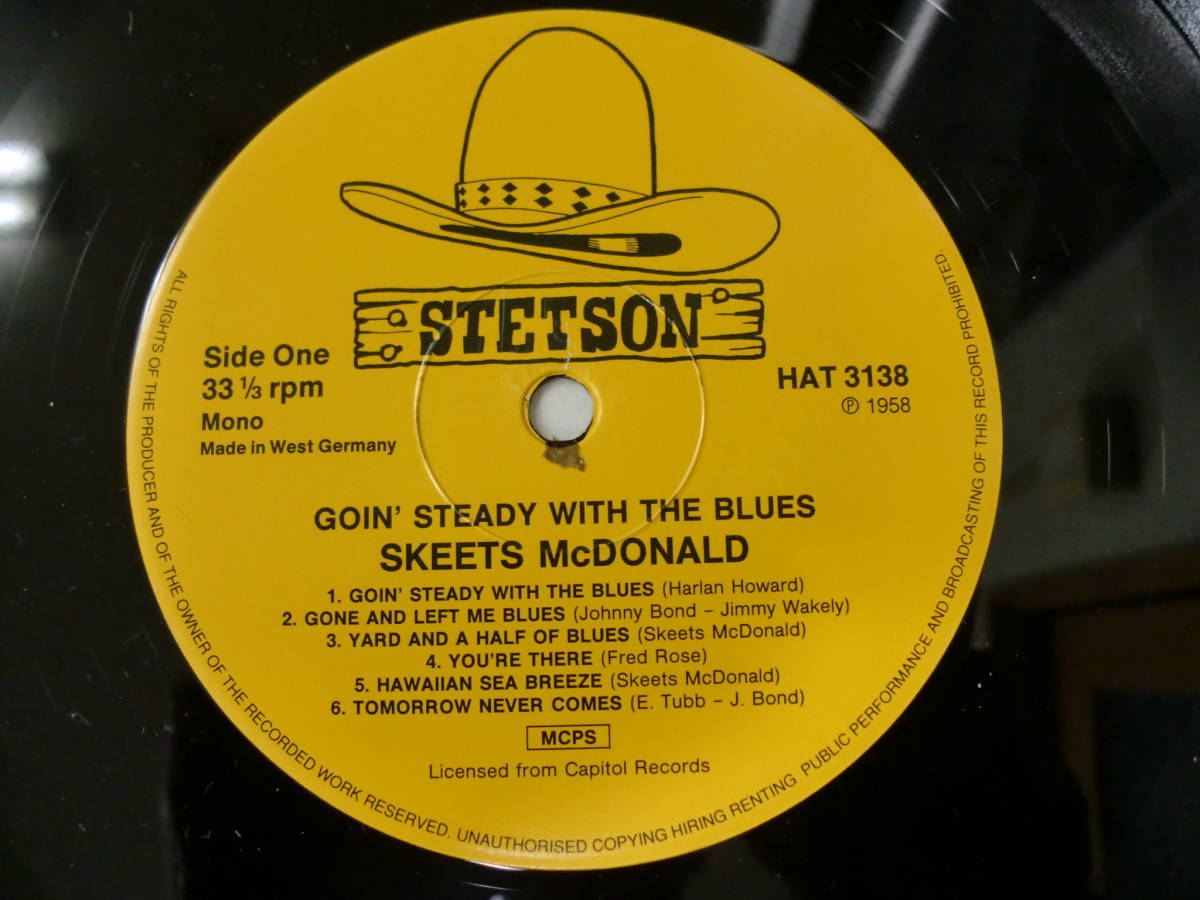 STETSON
Side One
33 ⅓ rpm
Mono
Made in West Germany
HAT 3138
℗ 1958
GOIN' STEADY WITH THE BLUES
SKEETS McDONALD
1. GOIN' STEADY WITH THE BLUES (Harlan Howard)
2. GONE AND LEFT ME BLUES (Johnny Bond – Jimmy Wakely)
3. YARD AND A HALF OF BLUES (Skeets McDonald)
4. YOU'RE THERE (Fred Rose)
5. HAWAIIAN SEA BREEZE (Skeets McDonald)
6. TOMORROW NEVER COMES (E. Tubb – J. Bond)
MCPS
Licensed from Capitol Records
ALL RIGHTS OF THE PRODUCER AND OF THE OWNER OF THE RECORDED WORK RESERVED. UNAUTHORISED COPYING HIRING RENTING PUBLIC PERFORMANCE AND BROADCASTING OF THIS RECORD PROHIBITED.